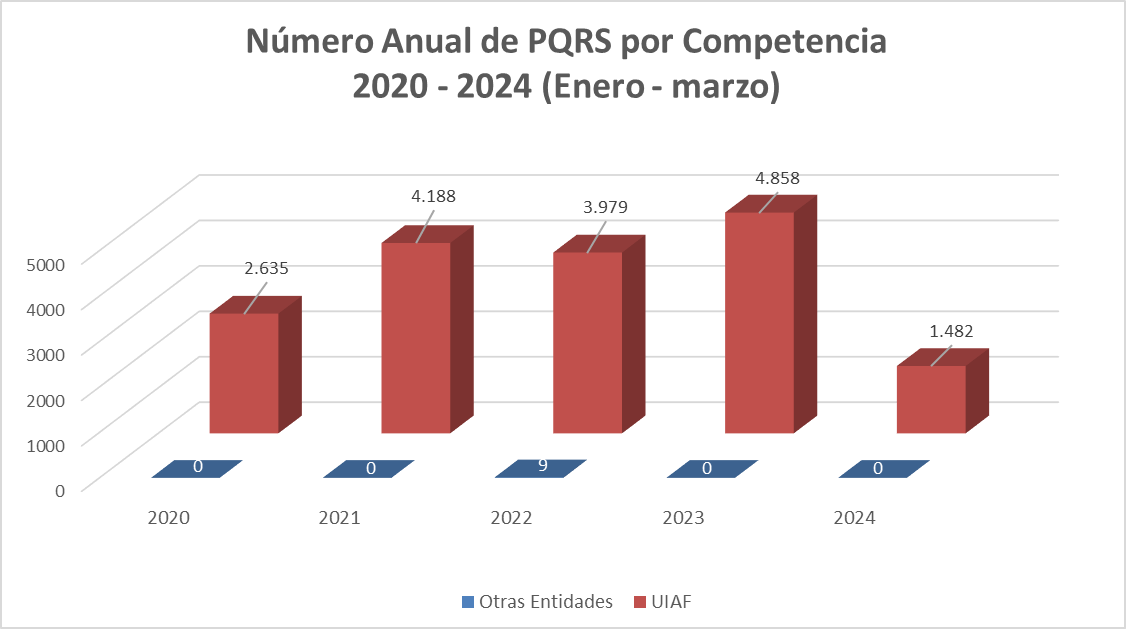 Número Anual de PQRS por Competencia
2020 - 2024 (Enero - marzo)
4.858
4.188
3.979
5000
2.635
4000
1.482
3000
2000
1000
0 0 9 0 0
0
2020 2021 2022 2023 2024
Otras Entidades UIAF